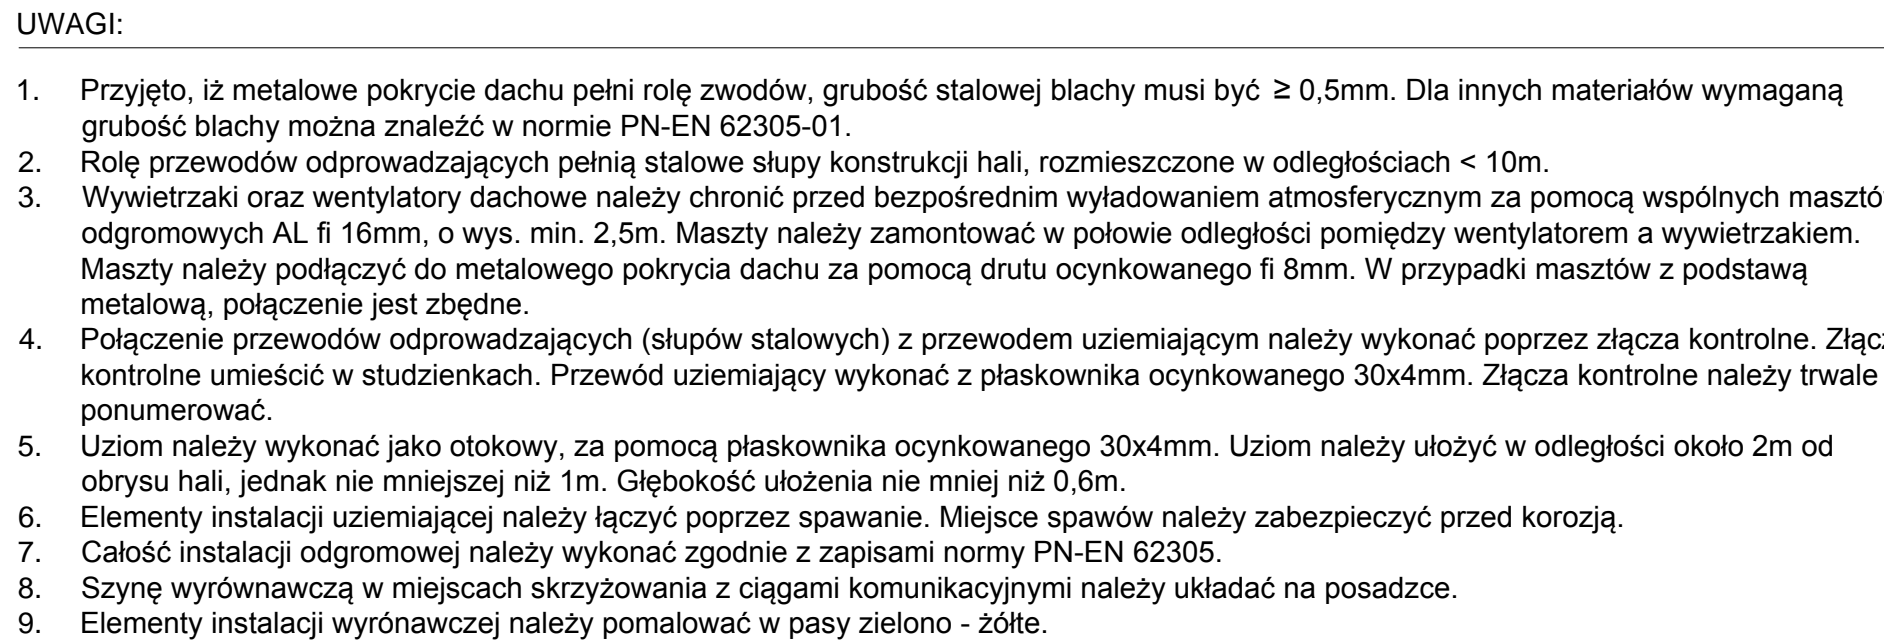 UWAGI:
1. Przyjęto, iż metalowe pokrycie dachu pełni rolę zwodów, grubość stalowej blachy musi być ≥ 0,5mm. Dla innych materiałów wymaganą
grubość blachy można znaleźć w normie PN-EN 62305-01.
2. Rolę przewodów odprowadzających pełnią stalowe słupy konstrukcji hali, rozmieszczone w odległościach < 10m.
3. Wywietrzaki oraz wentylatory dachowe należy chronić przed bezpośrednim wyładowaniem atmosferycznym za pomocą wspólnych
odgromowych AL fi 16mm, o wys. min. 2,5m. Maszty należy zamontować w połowie odległości pomiędzy wentylatorem a wywietrzakiem.
Maszty należy podłączyć do metalowego pokrycia dachu za pomocą drutu ocynkowanego fi 8mm. W przypadki masztów z podstawą
metalową, połączenie jest zbędne.
4. Połączenie przewodów odprowadzających (słupów stalowych) z przewodem uziemiającym należy wykonać poprzez złącza kontrolne.
kontrolne umieścić w studzienkach. Przewód uziemiający wykonać z płaskownika ocynkowanego 30x4mm. Złącza kontrolne należy trwale
ponumerować.
5. Uziom należy wykonać jako otokowy, za pomocą płaskownika ocynkowanego 30x4mm. Uziom należy ułożyć w odległości około 2m od
obrysu hali, jednak nie mniejszej niż 1m. Głębokość ułożenia nie mniej niż 0,6m.
6. Elementy instalacji uziemiającej należy łączyć poprzez spawanie. Miejsce spawów należy zabezpieczyć przed korozją.
7. Całość instalacji odgromowej należy wykonać zgodnie z zapisami normy PN-EN 62305.
8. Szynę wyrównawczą w miejscach skrzyżowania z ciągami komunikacyjnymi należy układać na posadzce.
9. Elementy instalacji wyrónawczej należy pomalować w pasy zielono - żółte.